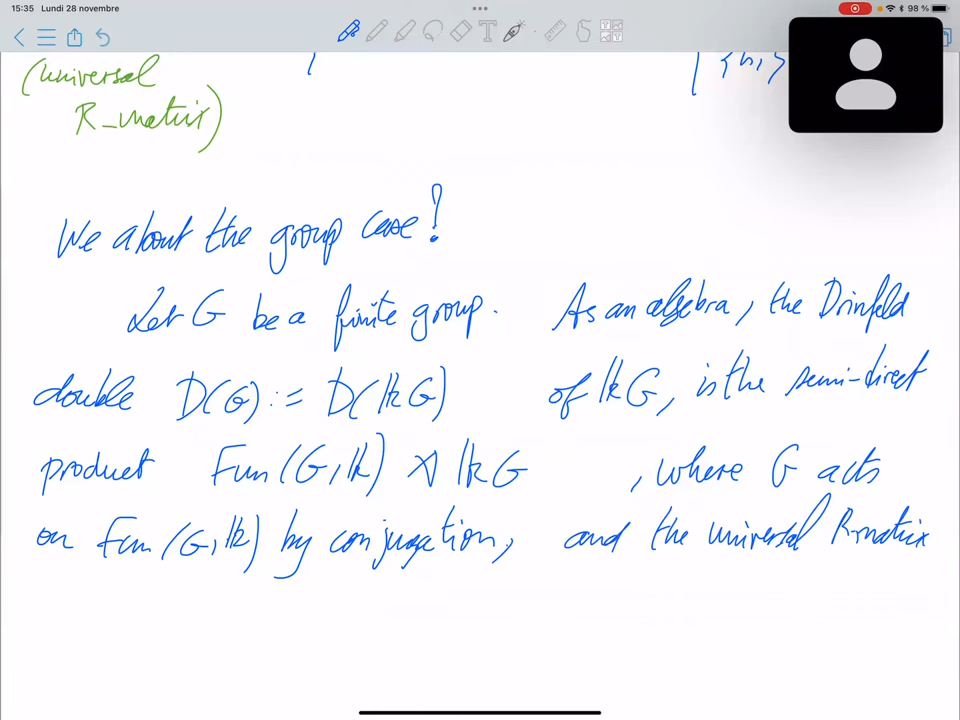 15:35 Lundi 28 novembre 98 %
(universal
R_matrix)
We about the group case!
Let G be a finite group. As an algebra, the Drinfeld
double D(G) := D(𝕜G) of 𝕜G, is the semi-direct
product Fun(G,𝕜) ⋊ 𝕜G , where G acts
on Fun(G,𝕜) by conjugation, and the universal R-matrix